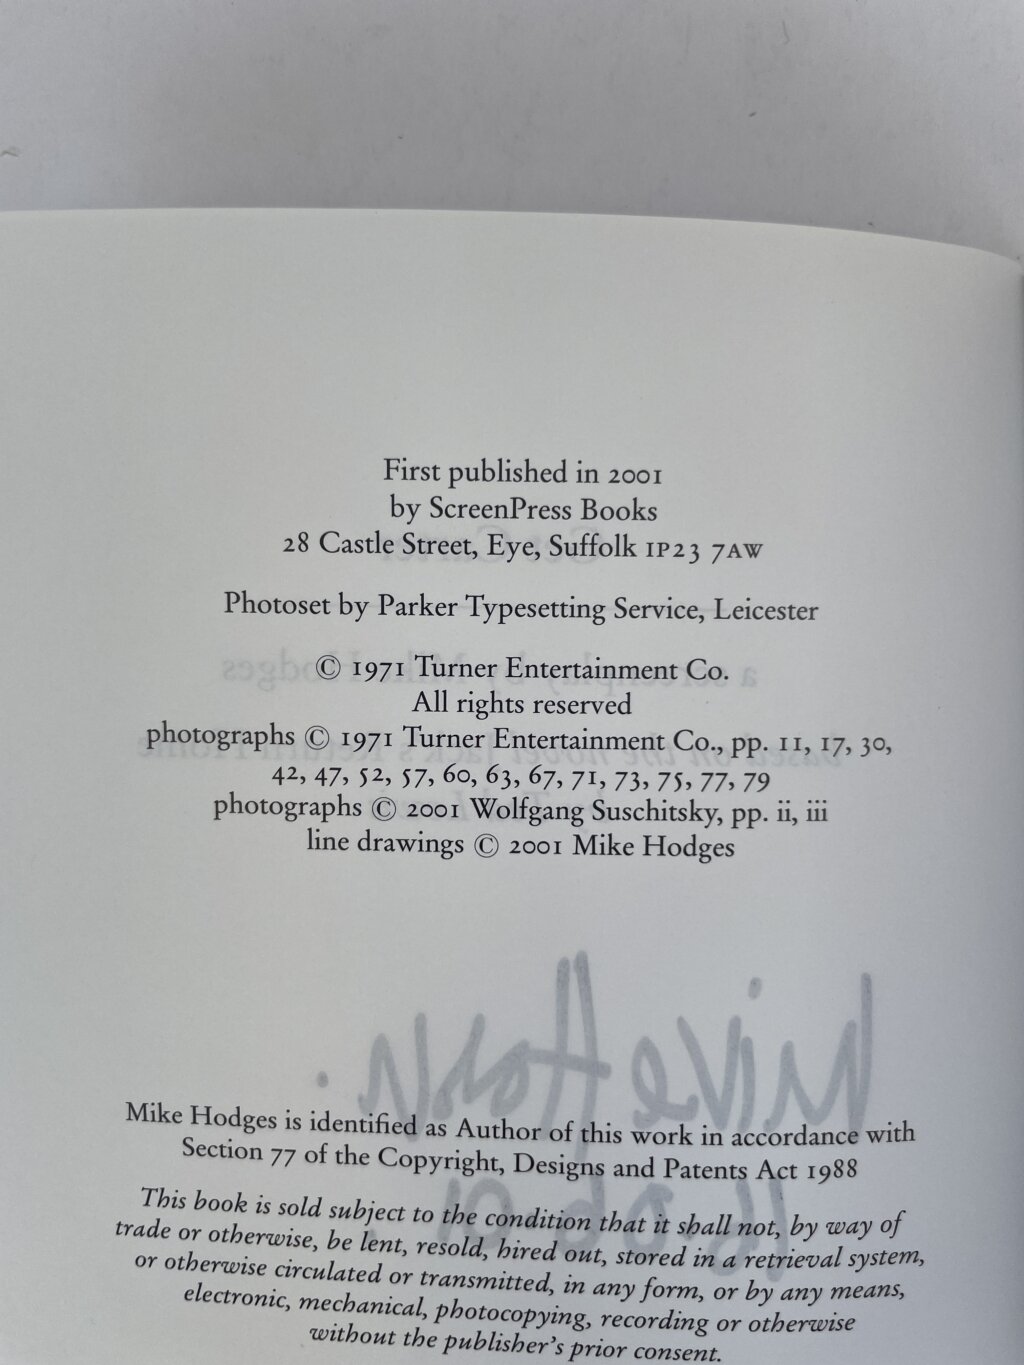 First published in 2001
by ScreenPress Books
28 Castle Street, Eye, Suffolk IP23 7AW
Photoset by Parker Typesetting Service, Leicester
© 1971 Turner Entertainment Co.
All rights reserved
photographs © 1971 Turner Entertainment Co., pp. 11, 17, 30,
42, 47, 52, 57, 60, 63, 67, 71, 73, 75, 77, 79
photographs © 2001 Wolfgang Suschitsky, pp. ii, iii
line drawings © 2001 Mike Hodges
Mike Hodges is identified as Author of this work in accordance with
Section 77 of the Copyright, Designs and Patents Act 1988
This book is sold subject to the condition that it shall not, by way of
trade or otherwise, be lent, resold, hired out, stored in a retrieval system,
or otherwise circulated or transmitted, in any form, or by any means,
electronic, mechanical, photocopying, recording or otherwise
without the publisher's prior consent.